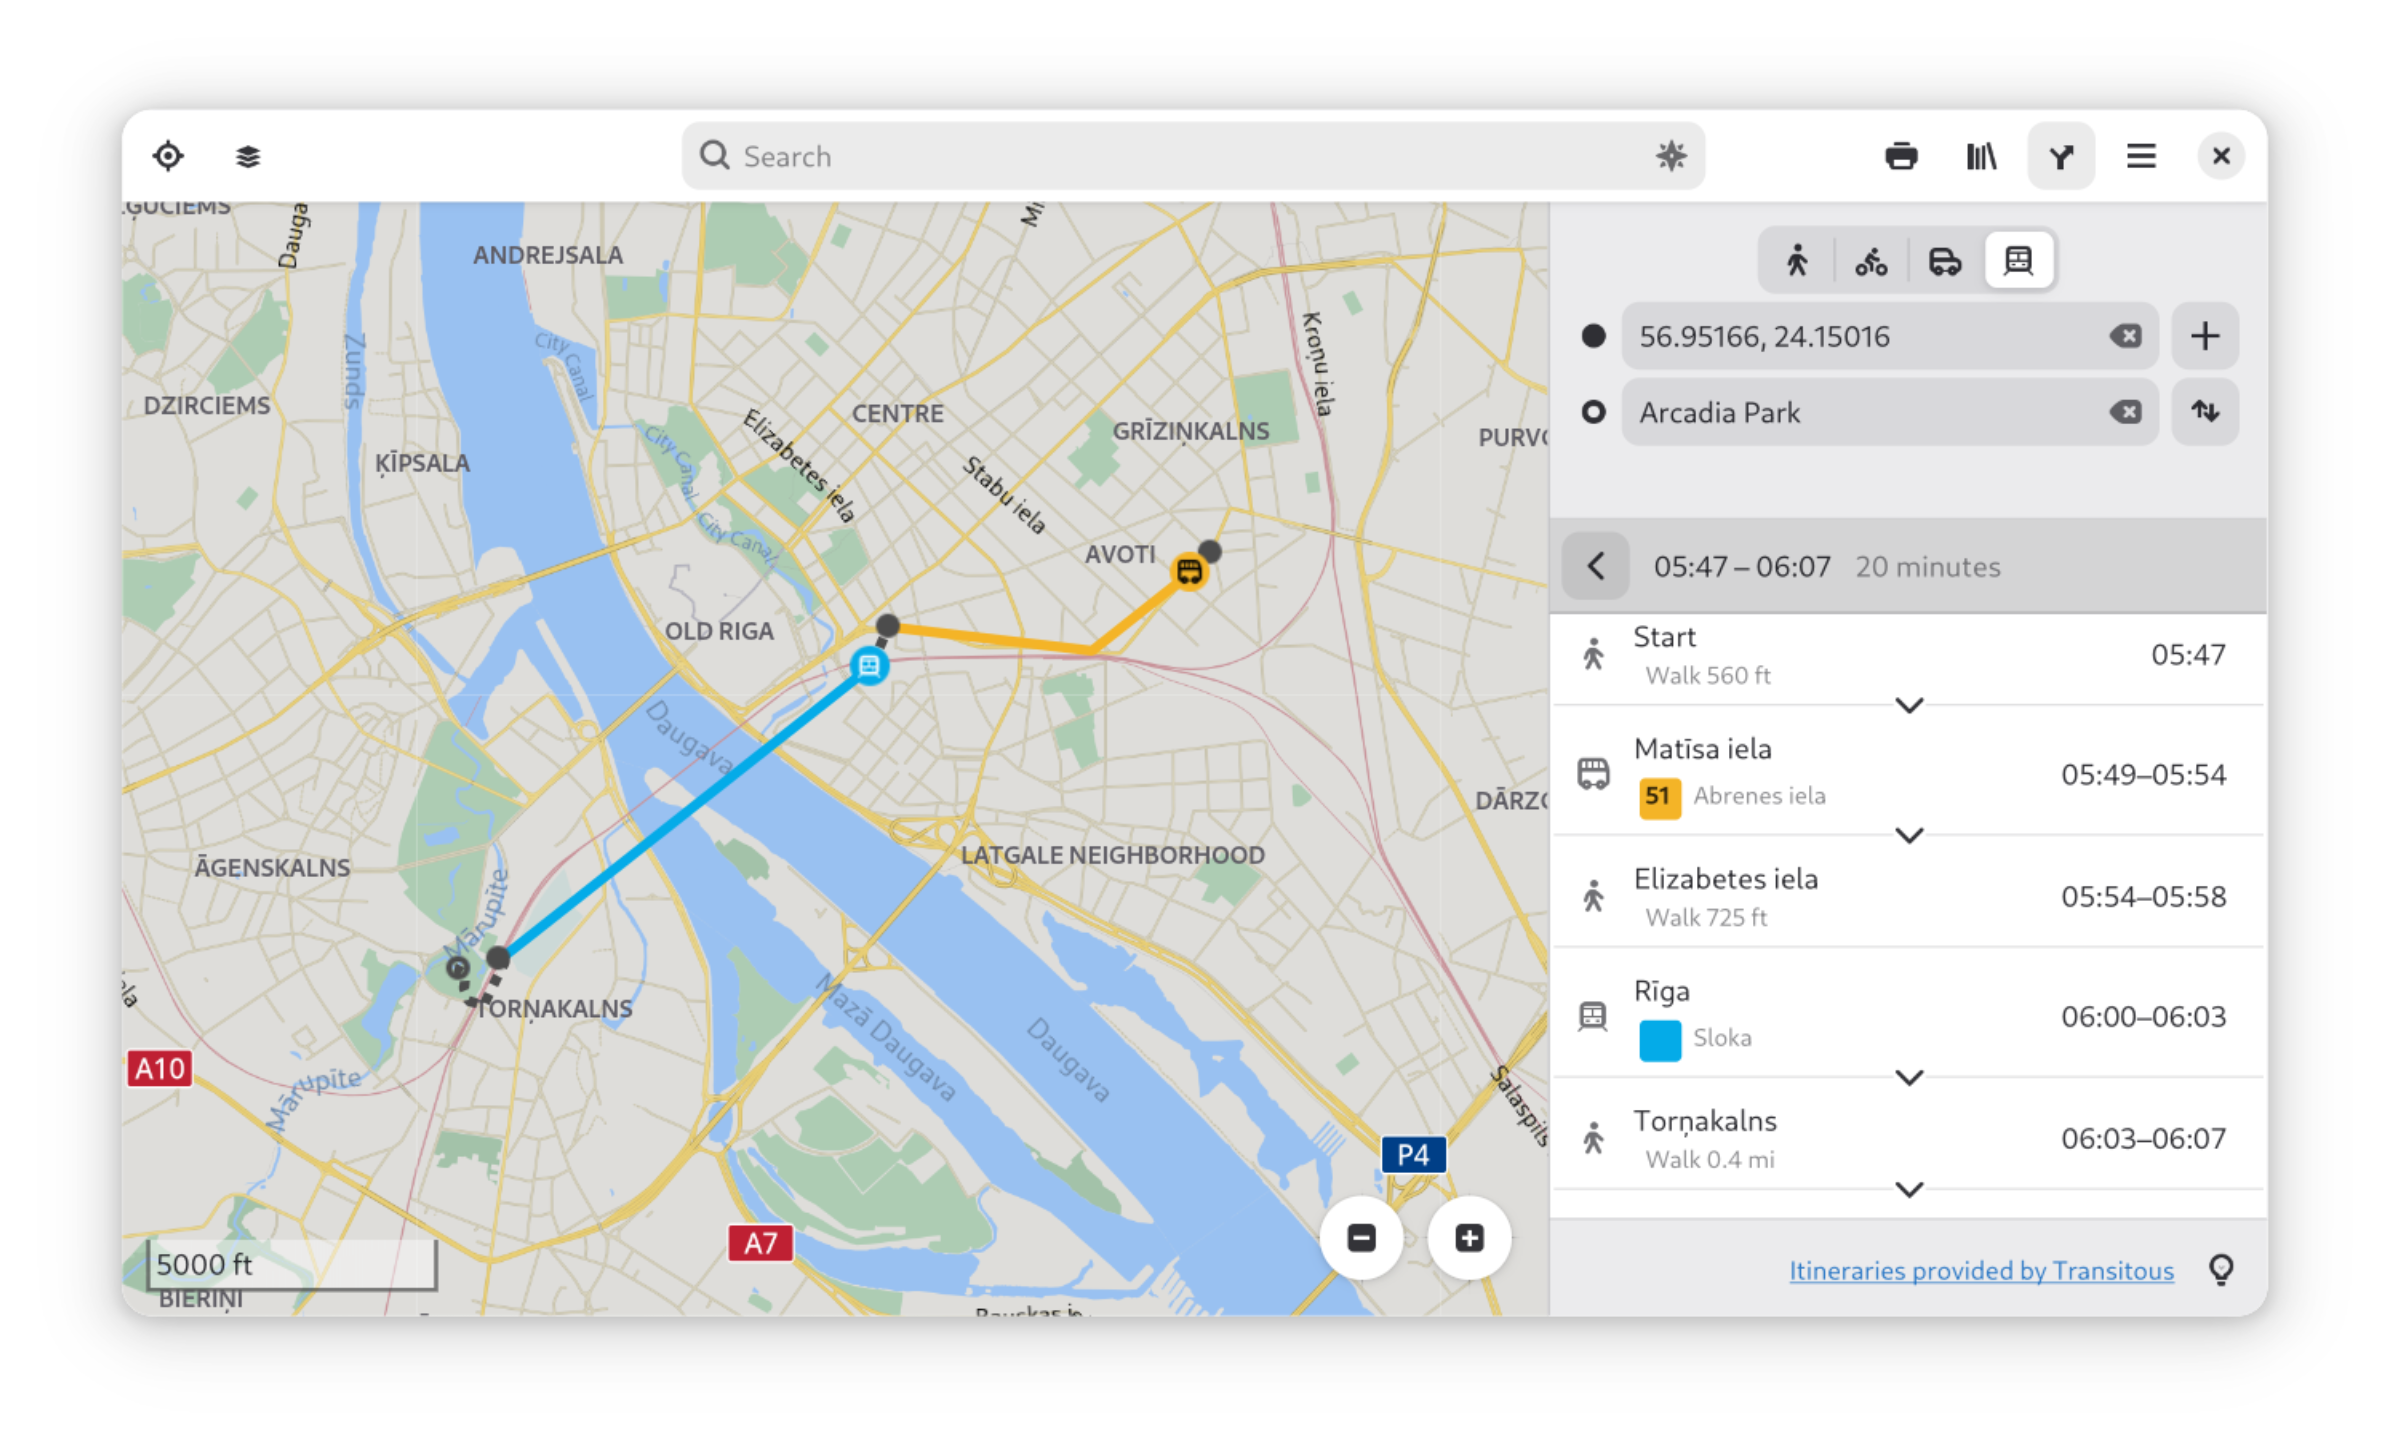 Search
ĢUCIEMS
Dauga
ANDREJSALA
Mi
Zunds
City Canal
Kroņu iela
DZIRCIEMS
Elizabetes iela
CENTRE
GRĪZIŅKALNS
PURV
City Canal
ĶĪPSALA
Stabu iela
City Canal
AVOTI
OLD RIGA
Daugava
DĀRZ
ĀGENSKALNS
LATGALE NEIGHBORHOOD
Mārupīte
TORŅAKALNS
Mazā Daugava
Daugava
A10
Mārupīte
Salaspils
P4
A7
5000 ft
BIERIŅI
56.95166, 24.15016
Arcadia Park
05:47 – 06:07 20 minutes
Start
Walk 560 ft
05:47
Matīsa iela
51 Abrenes iela
05:49–05:54
Elizabetes iela
Walk 725 ft
05:54–05:58
Rīga
Sloka
06:00–06:03
Torņakalns
Walk 0.4 mi
06:03–06:07
Itineraries provided by Transitous